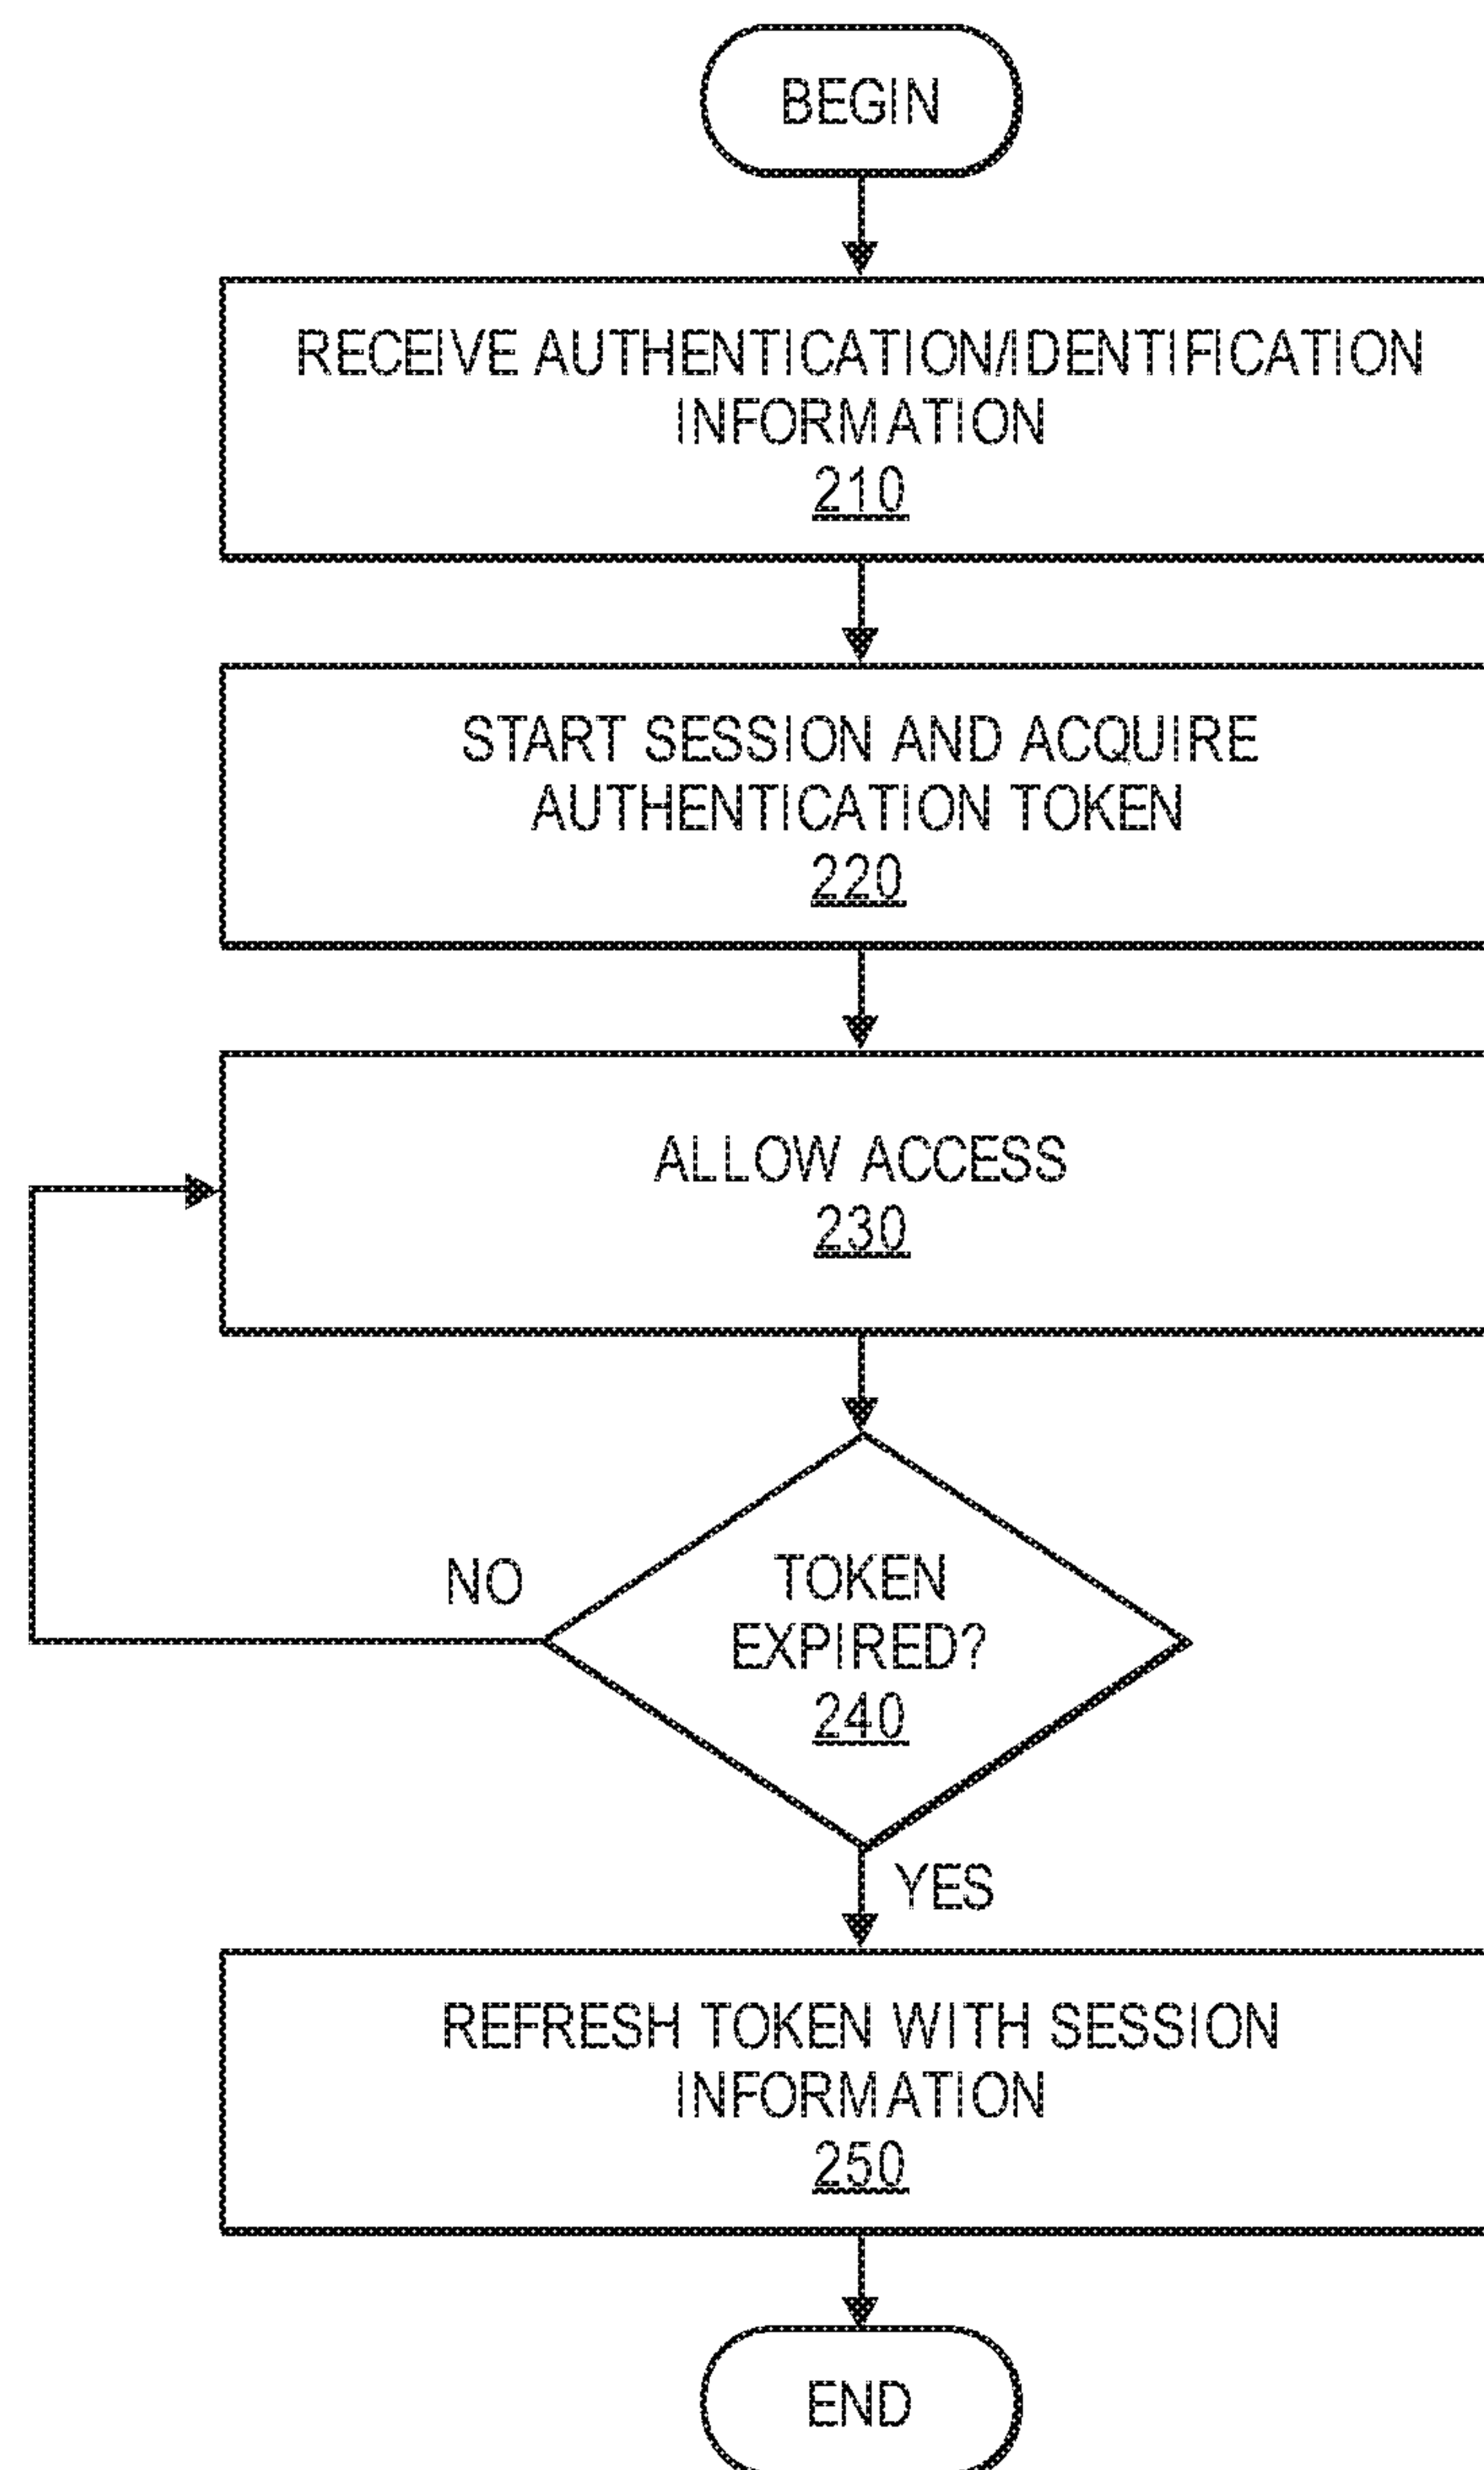 BEGIN
RECEIVE AUTHENTICATION/IDENTIFICATION
INFORMATION
210
START SESSION AND ACQUIRE
AUTHENTICATION TOKEN
220
ALLOW ACCESS
230
TOKEN
EXPIRED?
240
NO
YES
REFRESH TOKEN WITH SESSION
INFORMATION
250
END